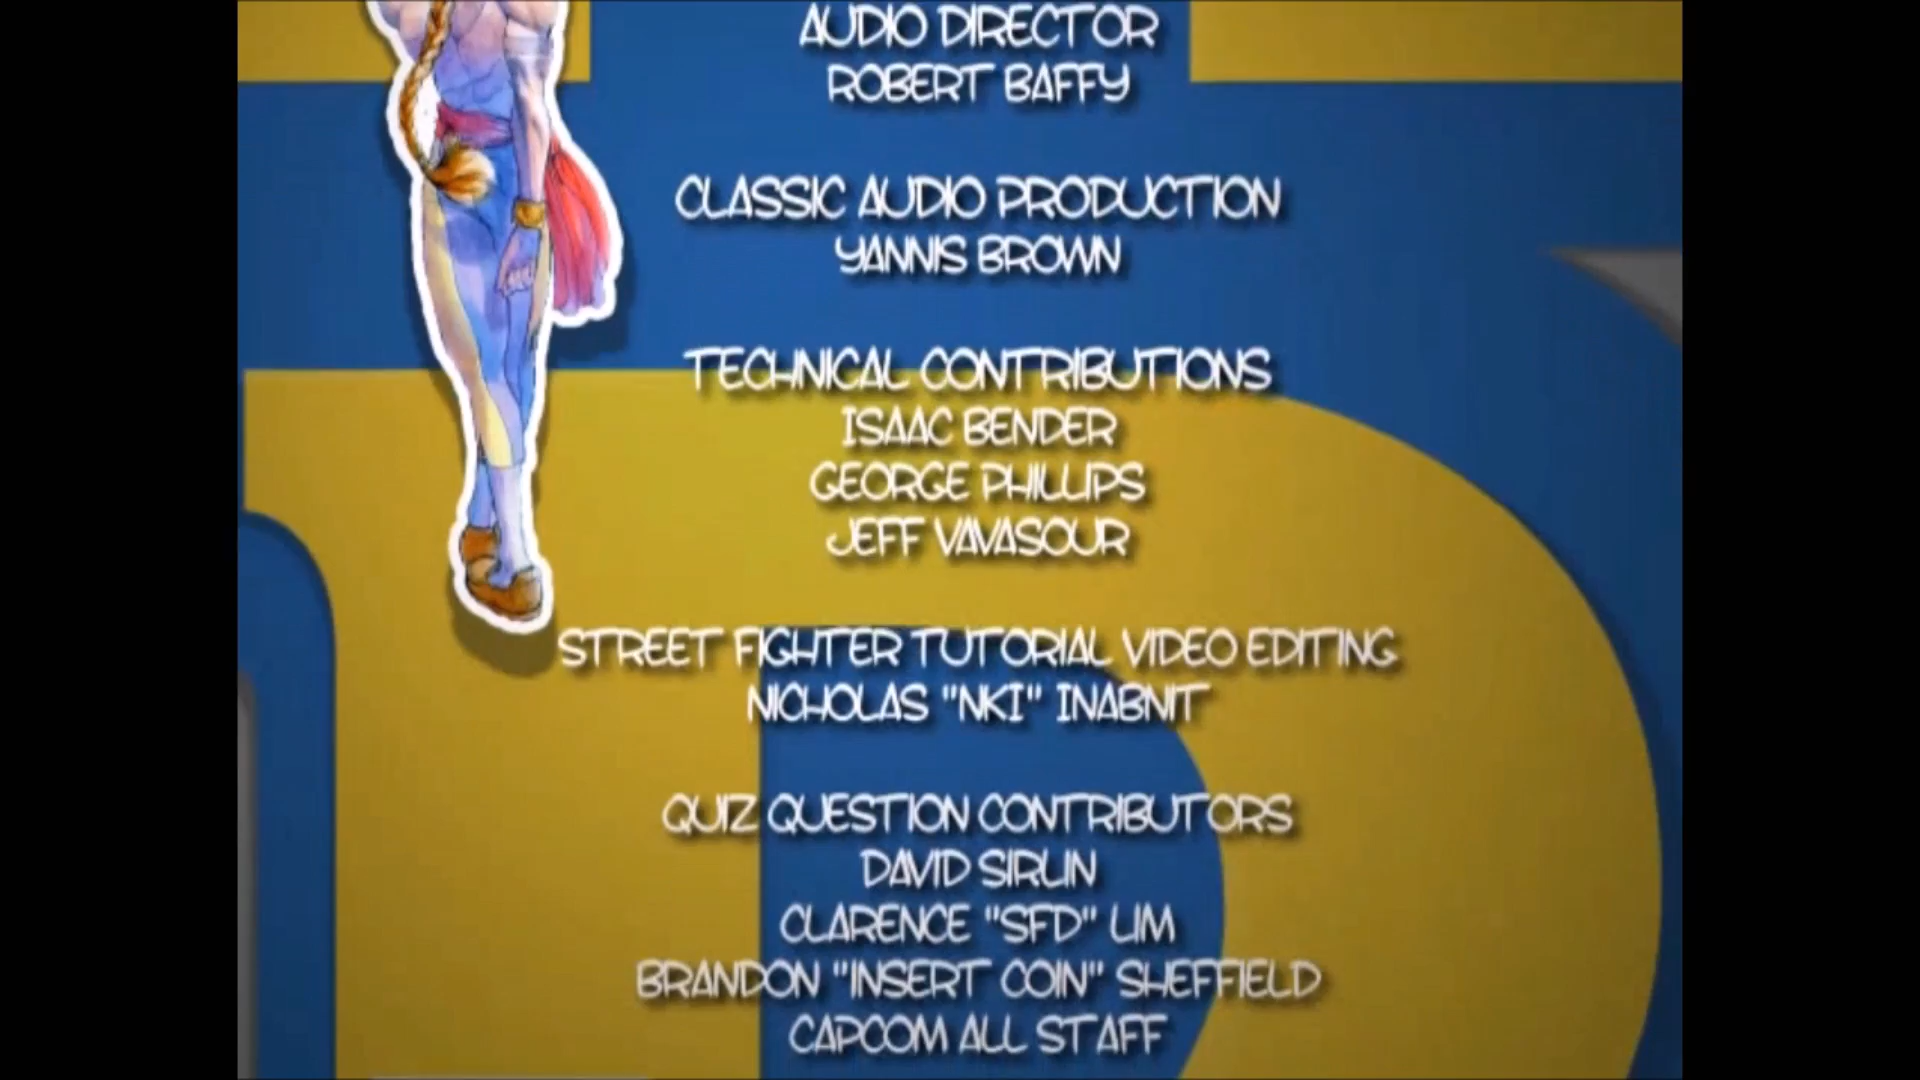 AUDIO DIRECTOR
ROBERT BAFFY
CLASSIC AUDIO PRODUCTION
YANNIS BROWN
TECHNICAL CONTRIBUTIONS
ISAAC BENDER
GEORGE PHILLIPS
JEFF VAVASOUR
STREET FIGHTER TUTORIAL VIDEO EDITING
NICHOLAS "NKI" INABNIT
QUIZ QUESTION CONTRIBUTORS
DAVID SIRLIN
CLARENCE "SFD" LIM
BRANDON "INSERT COIN" SHEFFIELD
CAPCOM ALL STAFF